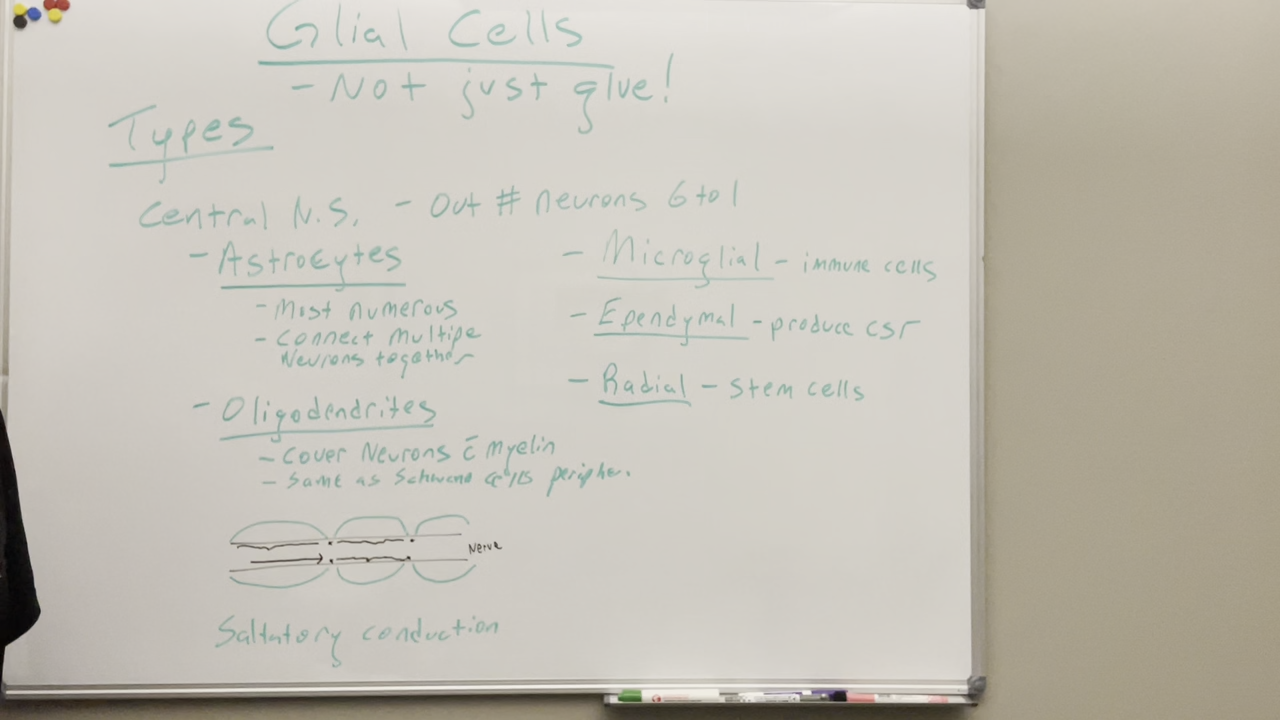 Glial Cells
- Not just glue!
Types
Central N.S. - Out # neurons 6 to 1
- Astrocytes
- Most numerous
- Connect multipe
Neurons together
- Oligodendrites
- Cover Neurons c̄ myelin
- Same as Schwann cells peripher.
Nerve
Saltatory conduction
- Microglial - immune cells
- Ependymal - produce CSF
- Radial - Stem cells